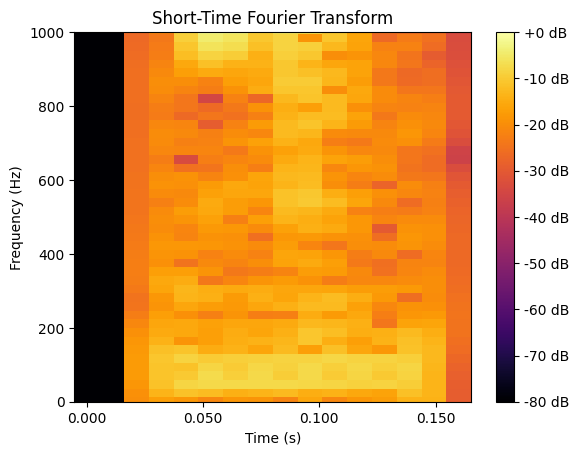 Short-Time Fourier Transform
1000
800
600
400
200
0
Frequency (Hz)
0.000
0.050
0.100
0.150
Time (s)
+0 dB
-10 dB
-20 dB
-30 dB
-40 dB
-50 dB
-60 dB
-70 dB
-80 dB